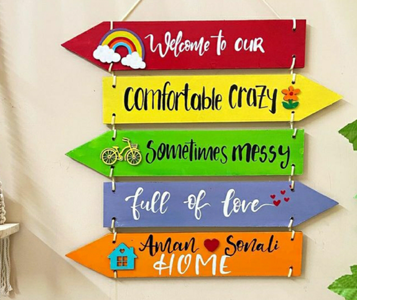 Welcome to OUR
comfortable crazy
Sometimes messy
full of love
Aman Sonali
HOME